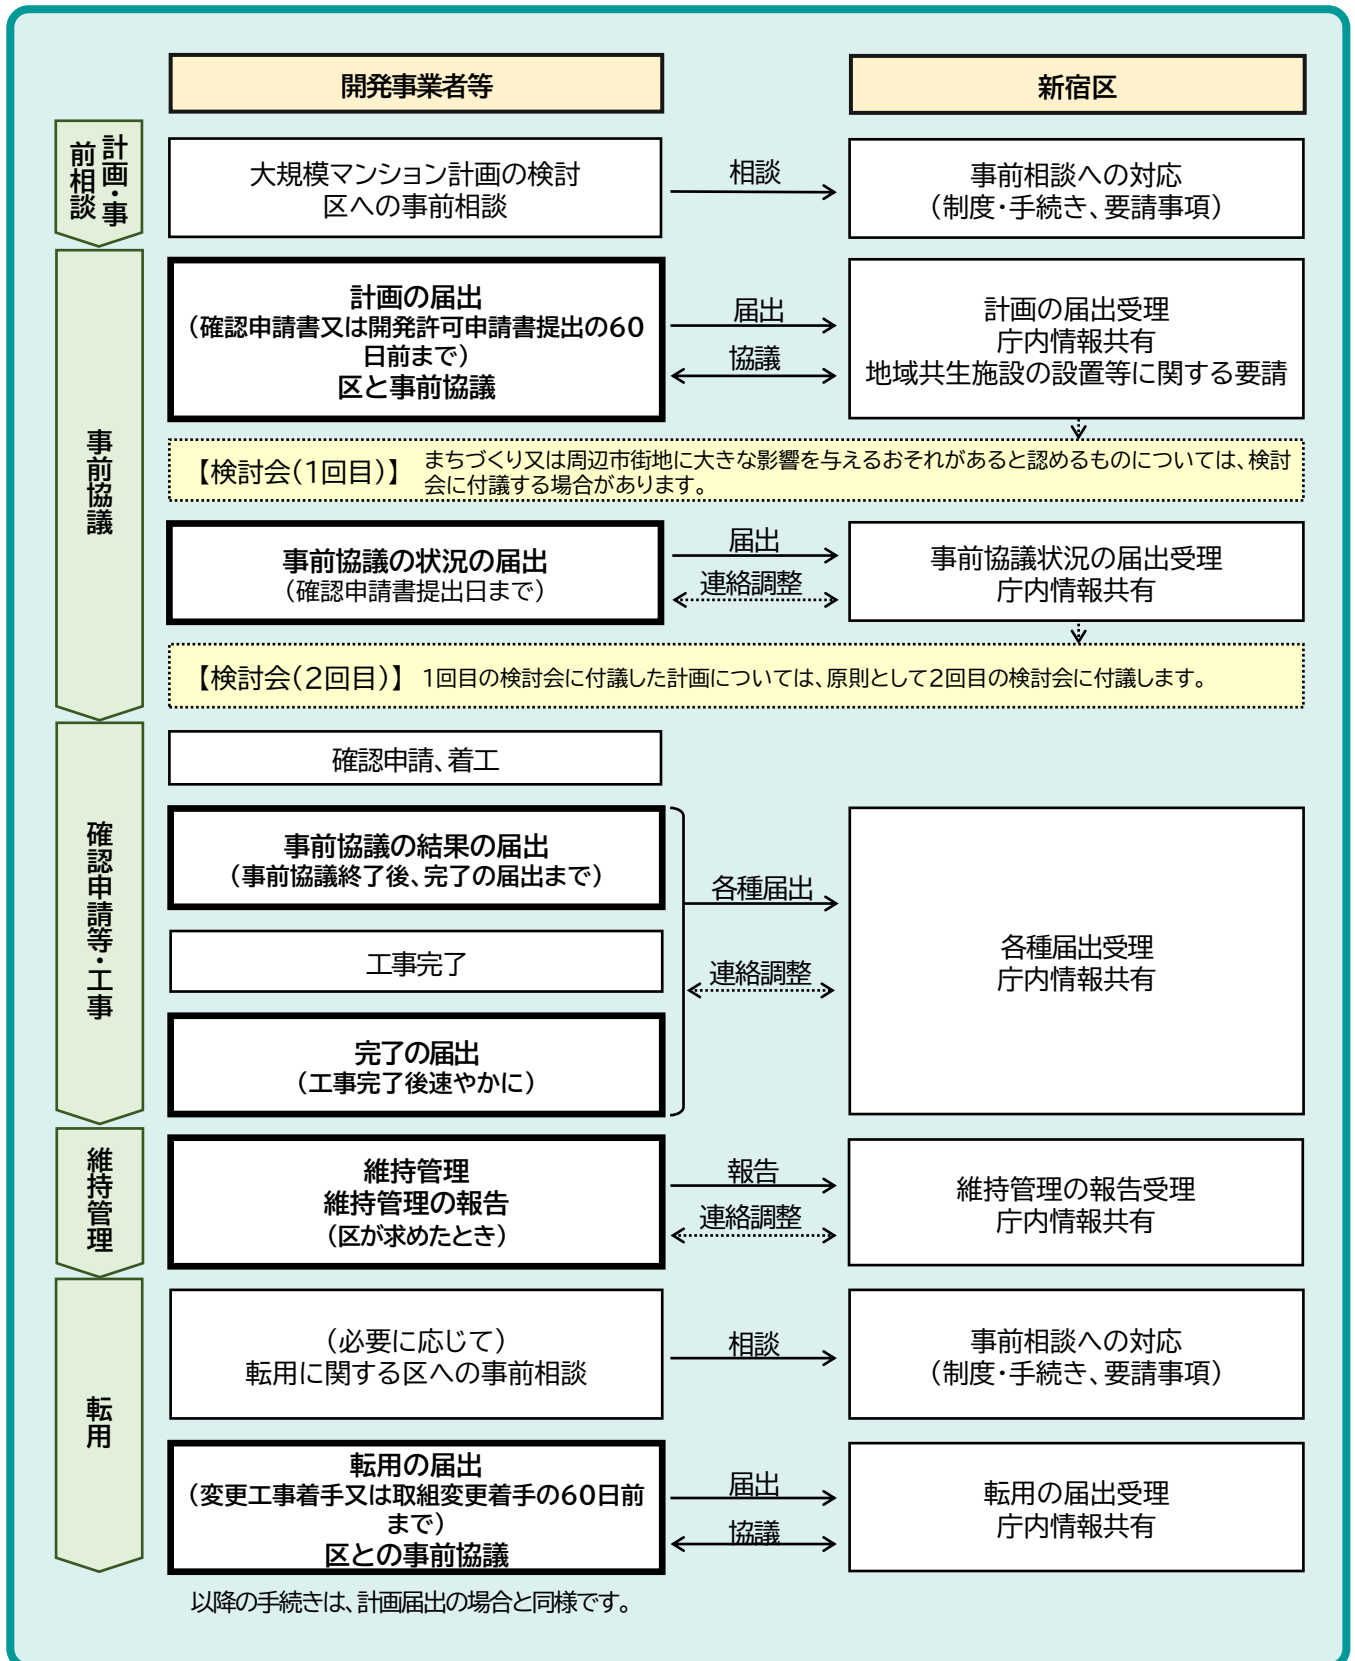 開発事業者等
新宿区
計画・事
前相談
大規模マンション計画の検討
区への事前相談
相談
事前相談への対応
（制度・手続き、要請事項）
事前協議
計画の届出
（確認申請書又は開発許可申請書提出の60
日前まで）
区と事前協議
届出
協議
計画の届出受理
庁内情報共有
地域共生施設の設置等に関する要請
【検討会（1回目）】
まちづくり又は周辺市街地に大きな影響を与えるおそれがあると認めるものについては、検討
会に付議する場合があります。
事前協議の状況の届出
（確認申請書提出日まで）
届出
連絡調整
事前協議状況の届出受理
庁内情報共有
【検討会（2回目）】
1回目の検討会に付議した計画については、原則として2回目の検討会に付議します。
確認申請等・工事
確認申請、着工
事前協議の結果の届出
（事前協議終了後、完了の届出まで）
工事完了
完了の届出
（工事完了後速やかに）
各種届出
連絡調整
各種届出受理
庁内情報共有
維持管理
維持管理
維持管理の報告
（区が求めたとき）
報告
連絡調整
維持管理の報告受理
庁内情報共有
転用
（必要に応じて）
転用に関する区への事前相談
相談
事前相談への対応
（制度・手続き、要請事項）
転用の届出
（変更工事着手又は取組変更着手の60日前
まで）
区との事前協議
届出
協議
転用の届出受理
庁内情報共有
以降の手続きは、計画届出の場合と同様です。